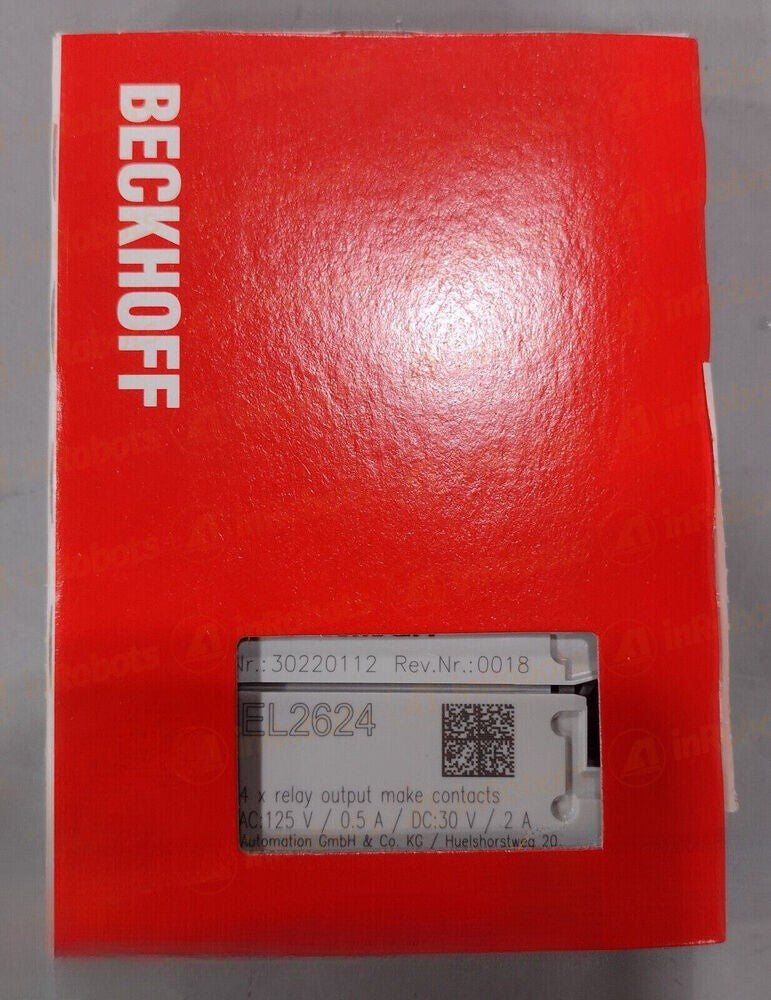 BECKHOFF
Nr.:30220112 Rev.Nr.:0018
EL2624
4 x relay output make contacts
AC:125 V / 0.5 A / DC:30 V / 2 A
Automation GmbH & Co. KG / Huelshorstweg 20
inRobots